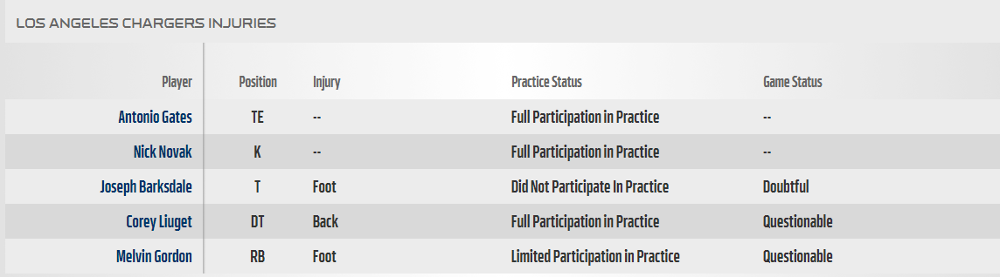 LOS ANGELES CHARGERS INJURIES
Player Position Injury Practice Status Game Status
Antonio Gates TE -- Full Participation in Practice --
Nick Novak K -- Full Participation in Practice --
Joseph Barksdale T Foot Did Not Participate In Practice Doubtful
Corey Liuget DT Back Full Participation in Practice Questionable
Melvin Gordon RB Foot Limited Participation in Practice Questionable